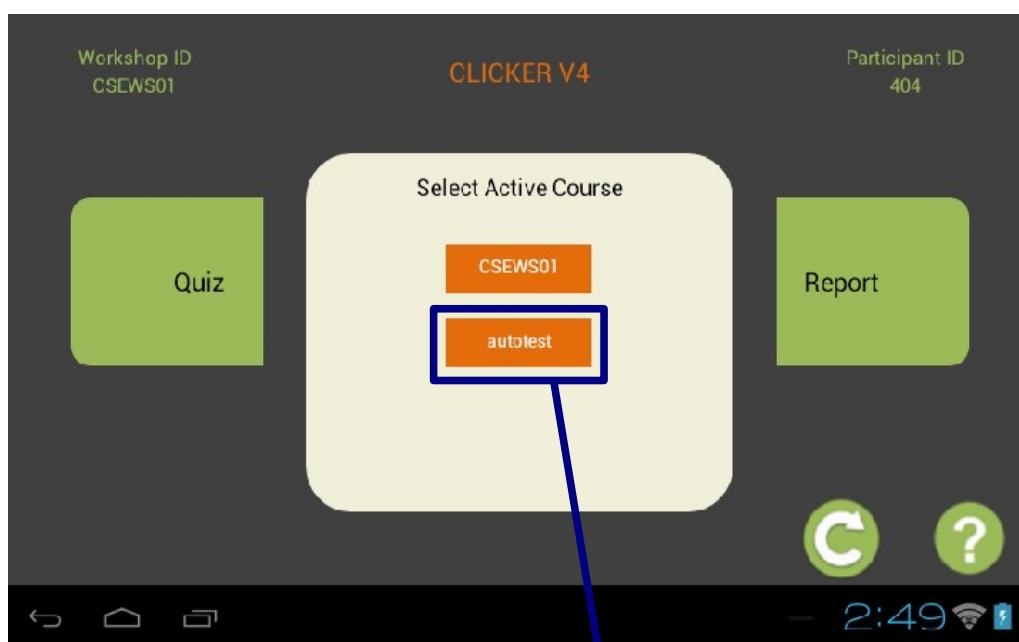 Workshop ID
CSEWS01
CLICKER V4
Participant ID
404
Select Active Course
Quiz
CSEWS01
autotest
Report
?
2:49